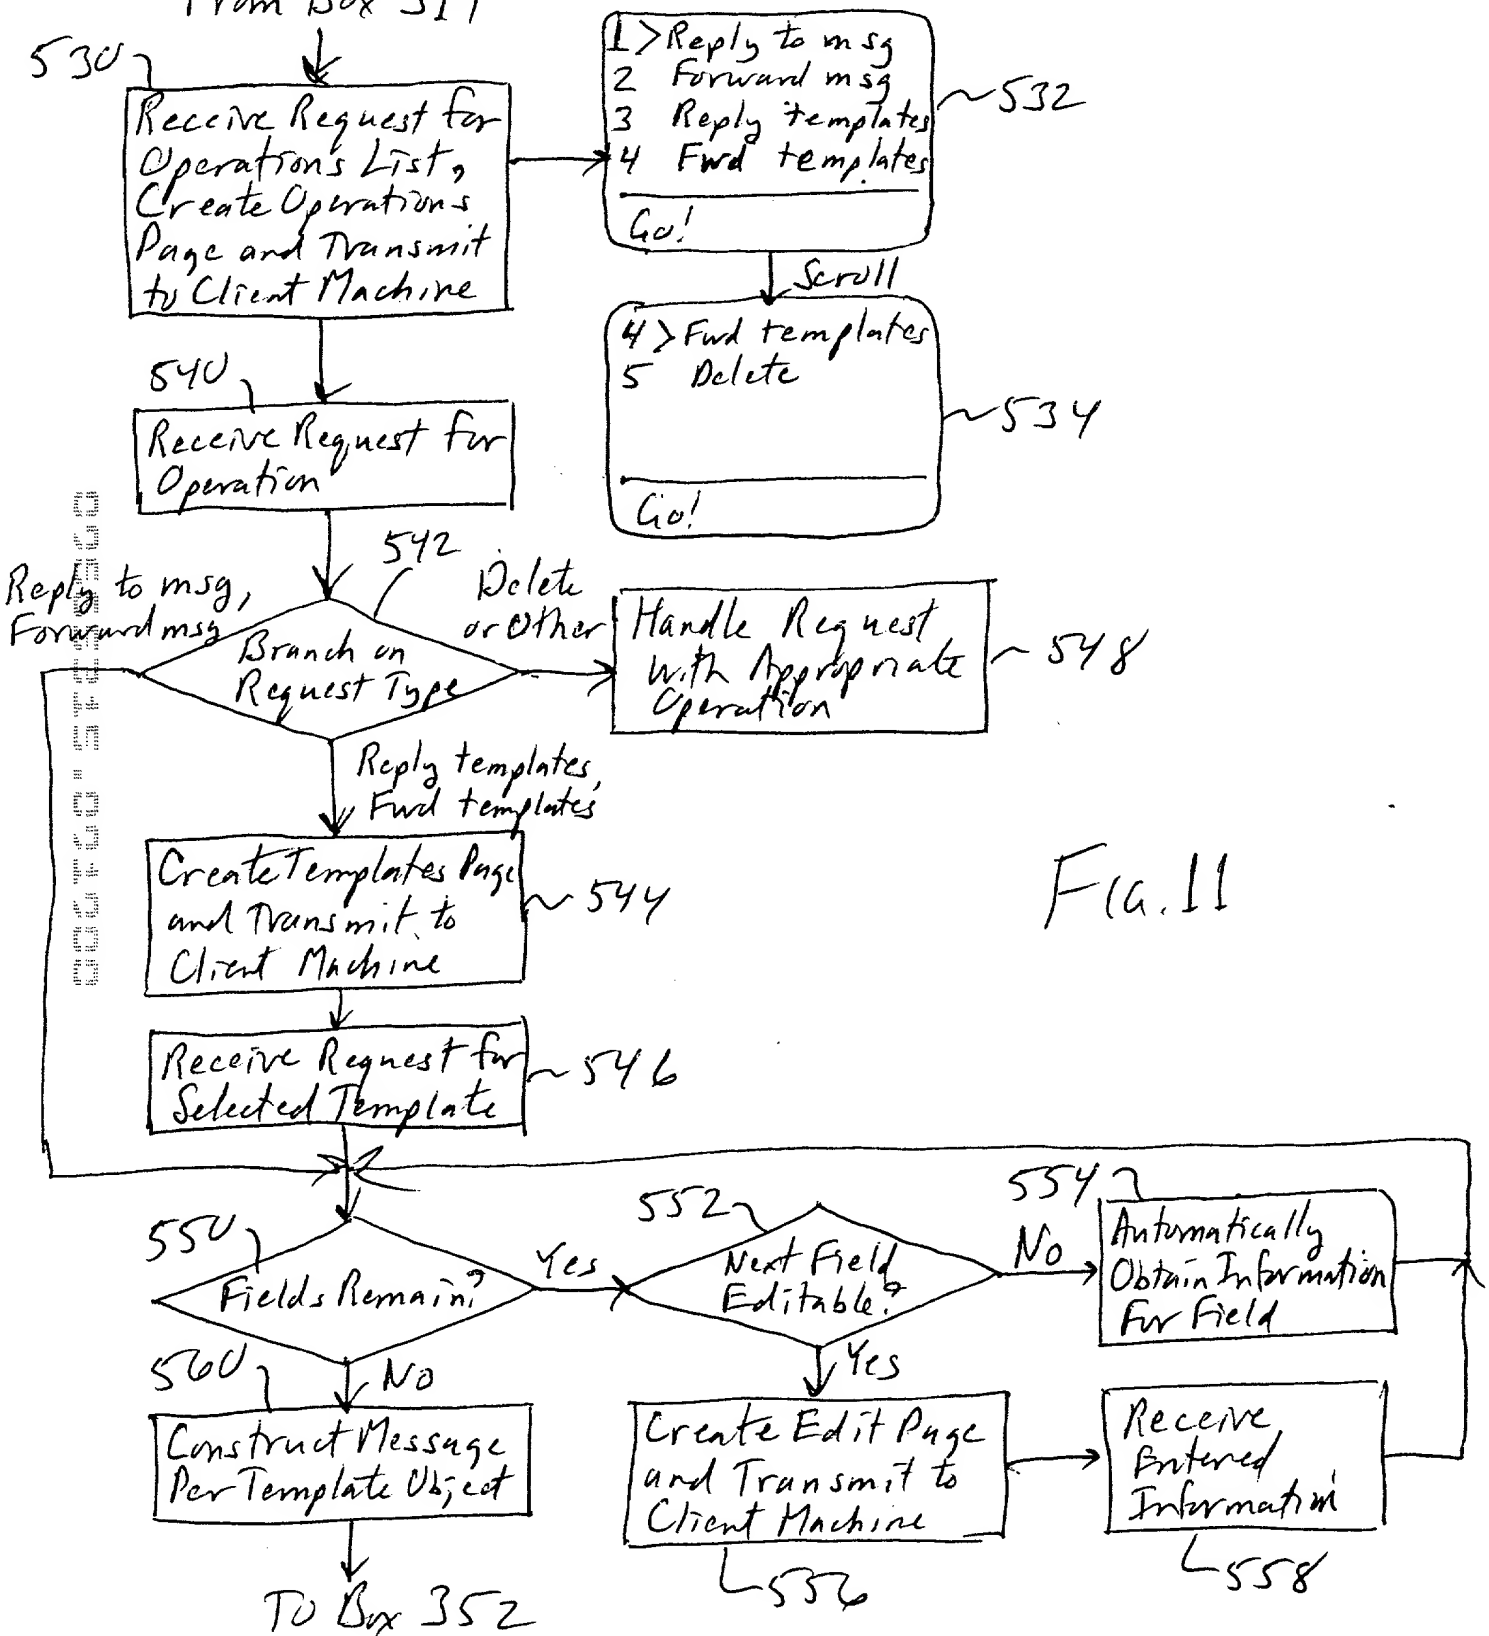 From Box 317
530
Receive Request for
Operations List,
Create Operations
Page and Transmit
to Client Machine
1 > Reply to msg
2 Forward msg
3 Reply templates
4 Fwd templates
Go!
532
Scroll
4 > Fwd templates
5 Delete
Go!
534
540
Receive Request for
Operation
542
Reply to msg,
Forward msg
Branch on
Request Type
Delete
or Other
Handle Request
with Appropriate
Operation
548
Reply templates,
Fwd templates
Create Templates Page
and Transmit to
Client Machine
544
Fig. 11
Receive Request for
Selected Template
546
550
Fields Remain?
Yes
552
Next Field
Editable?
No
554
Automatically
Obtain Information
For Field
560
No
Construct Message
Per Template Object
To Box 352
Yes
Create Edit Page
and Transmit to
Client Machine
556
Receive
Entered
Information
558